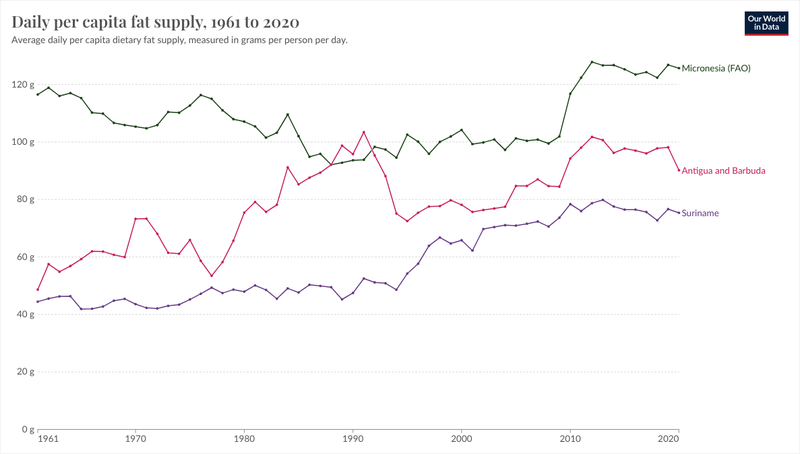 Daily per capita fat supply, 1961 to 2020
Average daily per capita dietary fat supply, measured in grams per person per day.
Our World
in Data
120 g
100 g
80 g
60 g
40 g
20 g
0 g
Micronesia (FAO)
Antigua and Barbuda
Suriname
1961
1970
1980
1990
2000
2010
2020